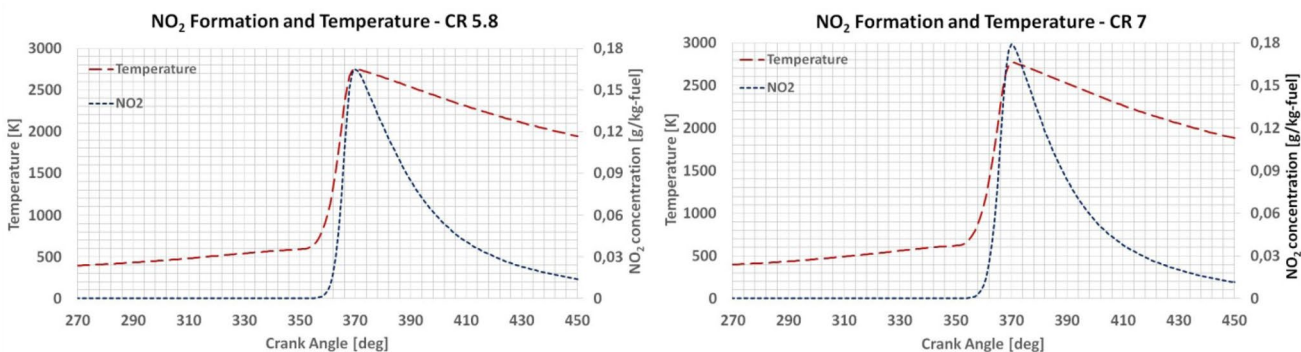 NO₂ Formation and Temperature - CR 5.8
3000
2500
2000
1500
1000
500
0
Temperature [K]
Temperature
NO2
0,18
0,15
0,12
0,09
0,06
0,03
0
NO₂ concentration [g/kg-fuel]
270 290 310 330 350 370 390 410 430 450
Crank Angle [deg]
NO₂ Formation and Temperature - CR 7
3000
2500
2000
1500
1000
500
0
Temperature [K]
Temperature
NO2
0,18
0,15
0,12
0,09
0,06
0,03
0
NO₂ concentration [g/kg-fuel]
270 290 310 330 350 370 390 410 430 450
Crank Angle [deg]